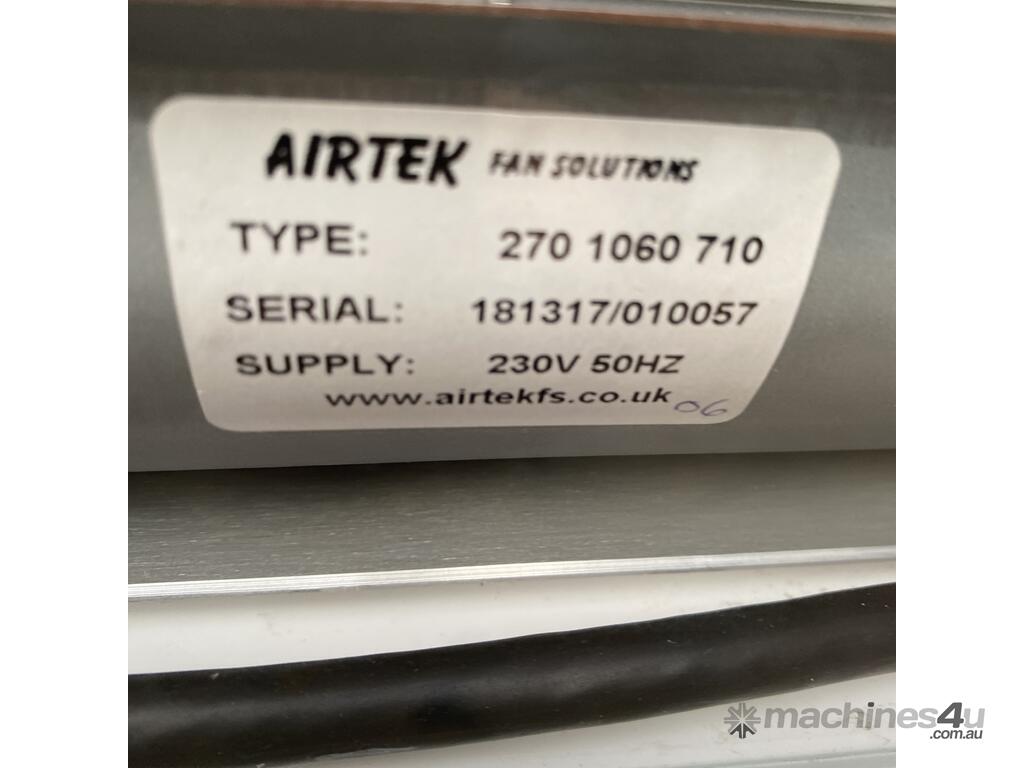 AIRTEK FAN SOLUTIONS
TYPE: 270 1060 710
SERIAL: 181317/010057
SUPPLY: 230V 50HZ
www.airtekfs.co.uk 06
machines4u
.com.au